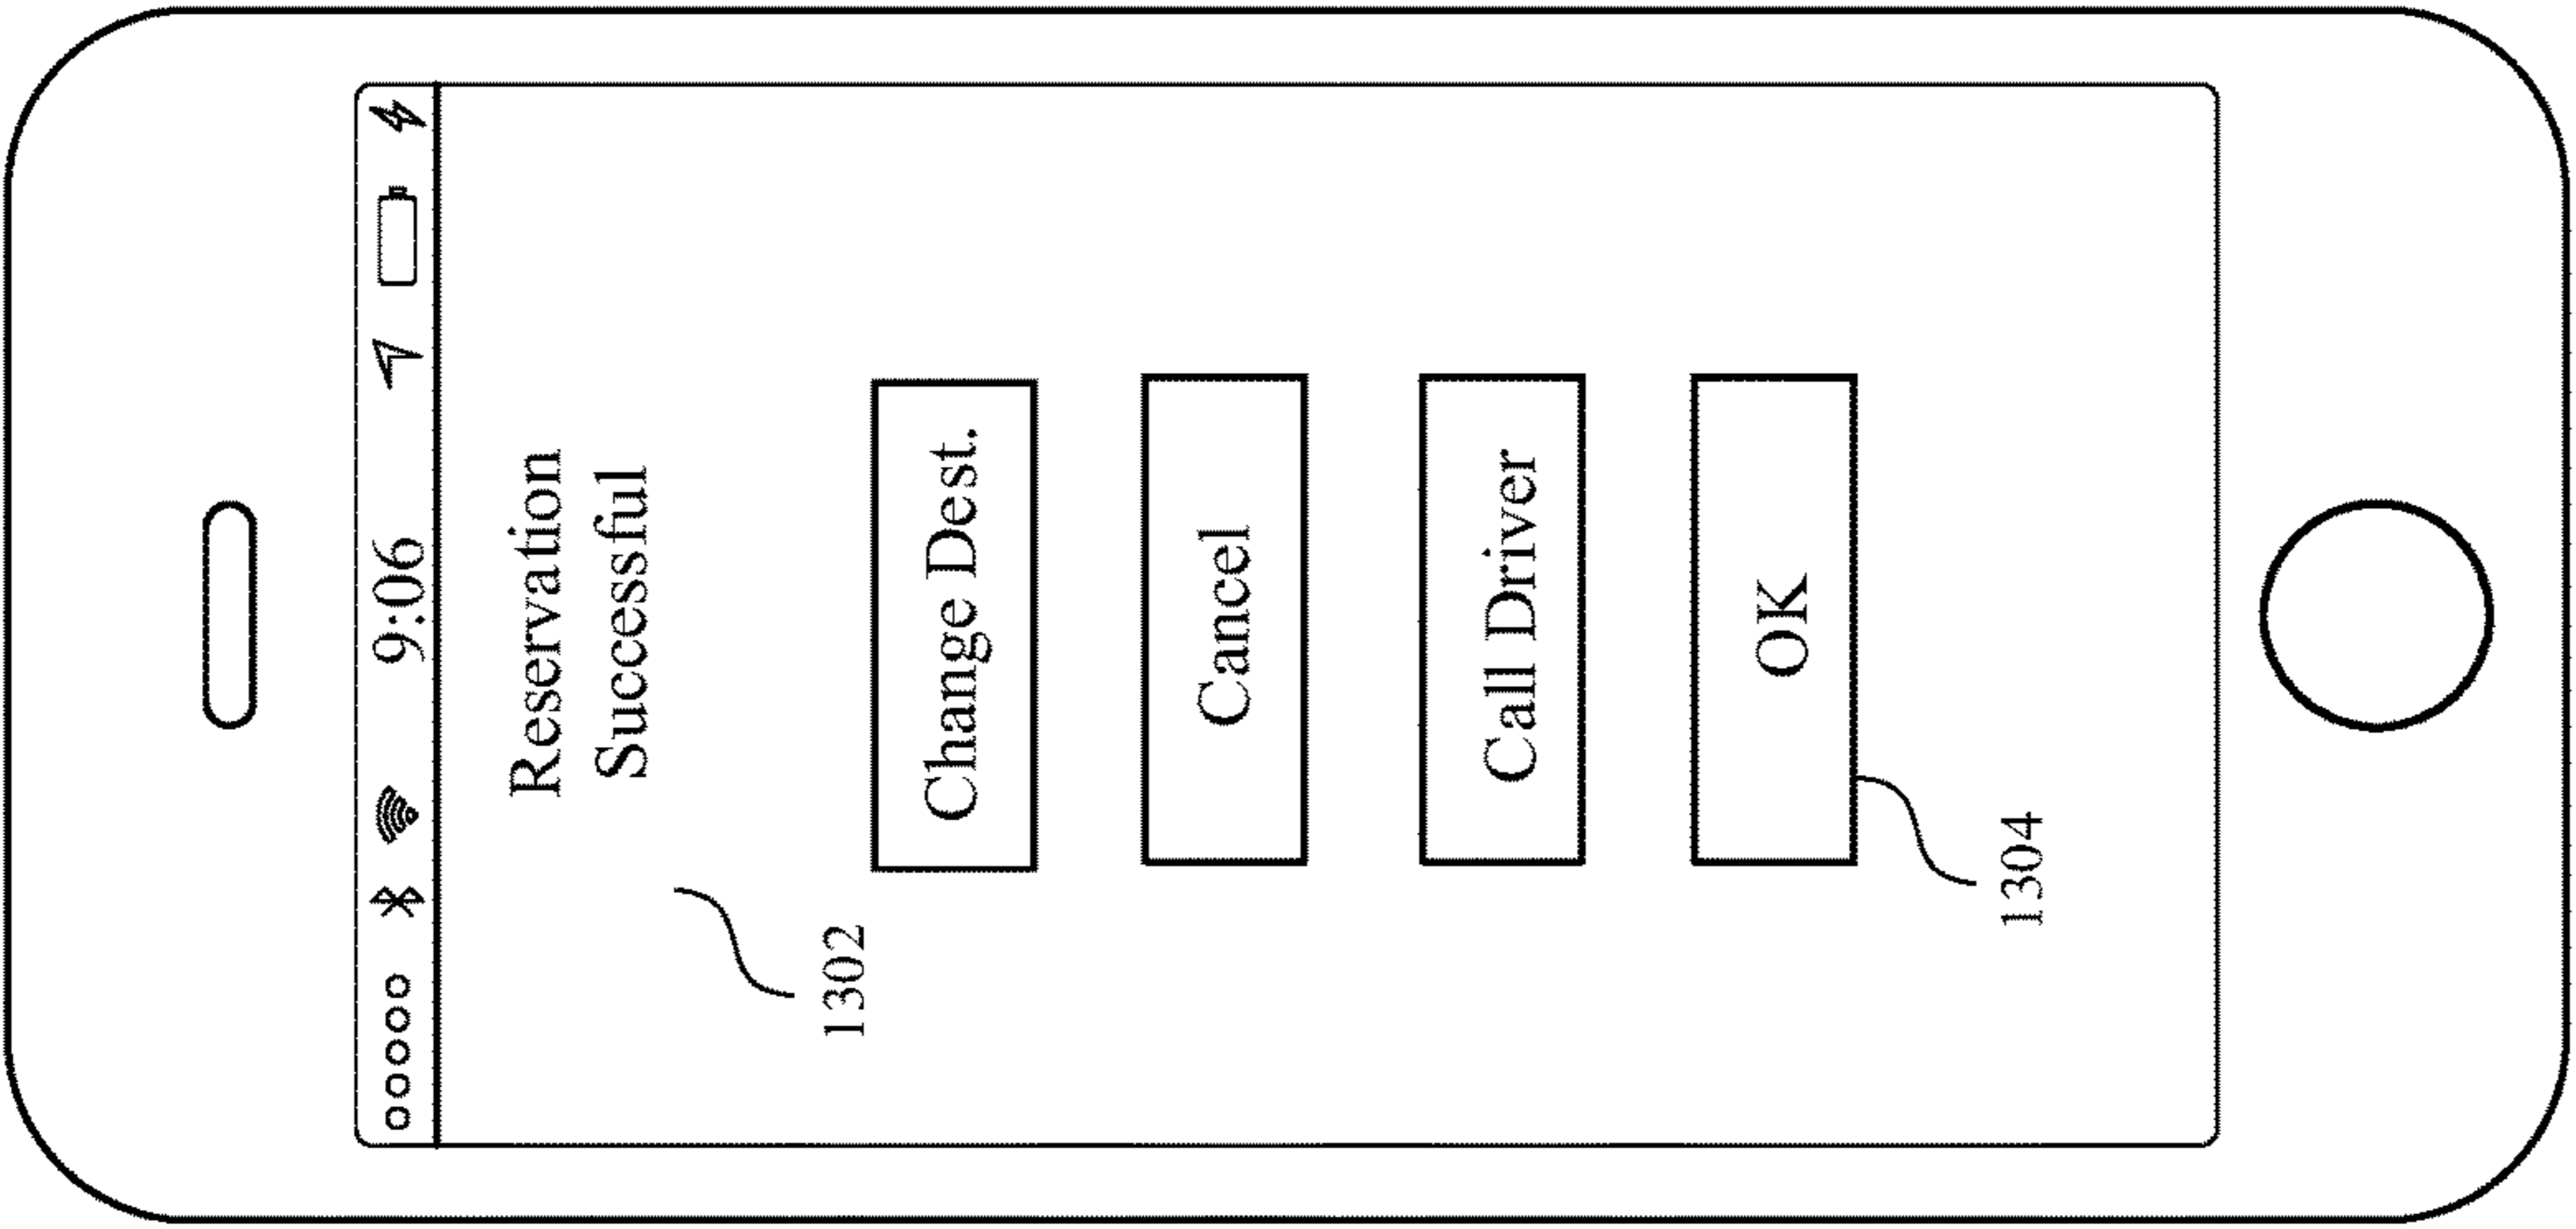 9:06
Reservation
Successful
1302
Change Dest.
Cancel
Call Driver
OK
1304